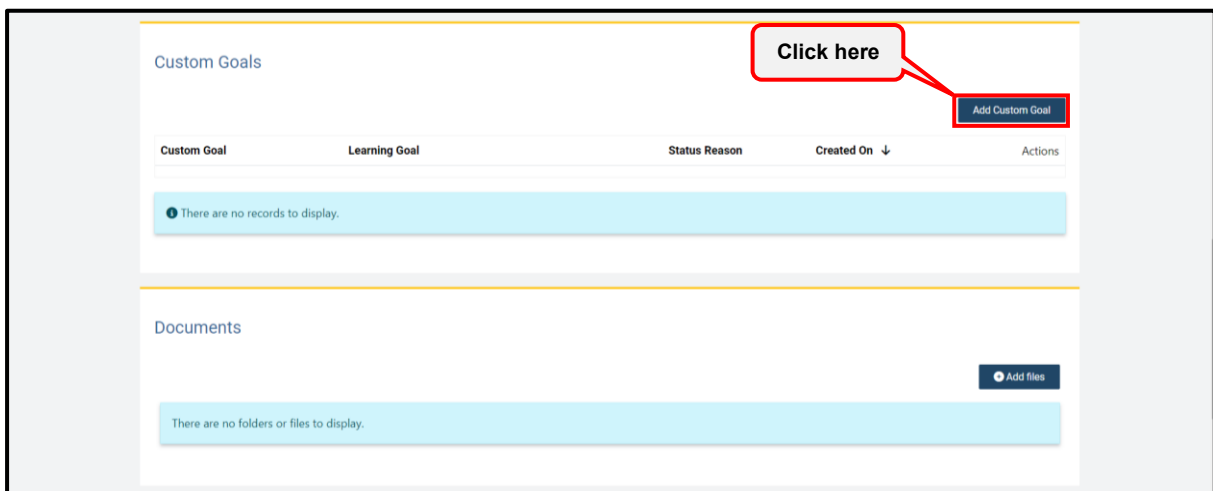 Custom Goals
Click here
Add Custom Goal
Custom Goal Learning Goal Status Reason Created On Actions
There are no records to display.
Documents
Add files
There are no folders or files to display.